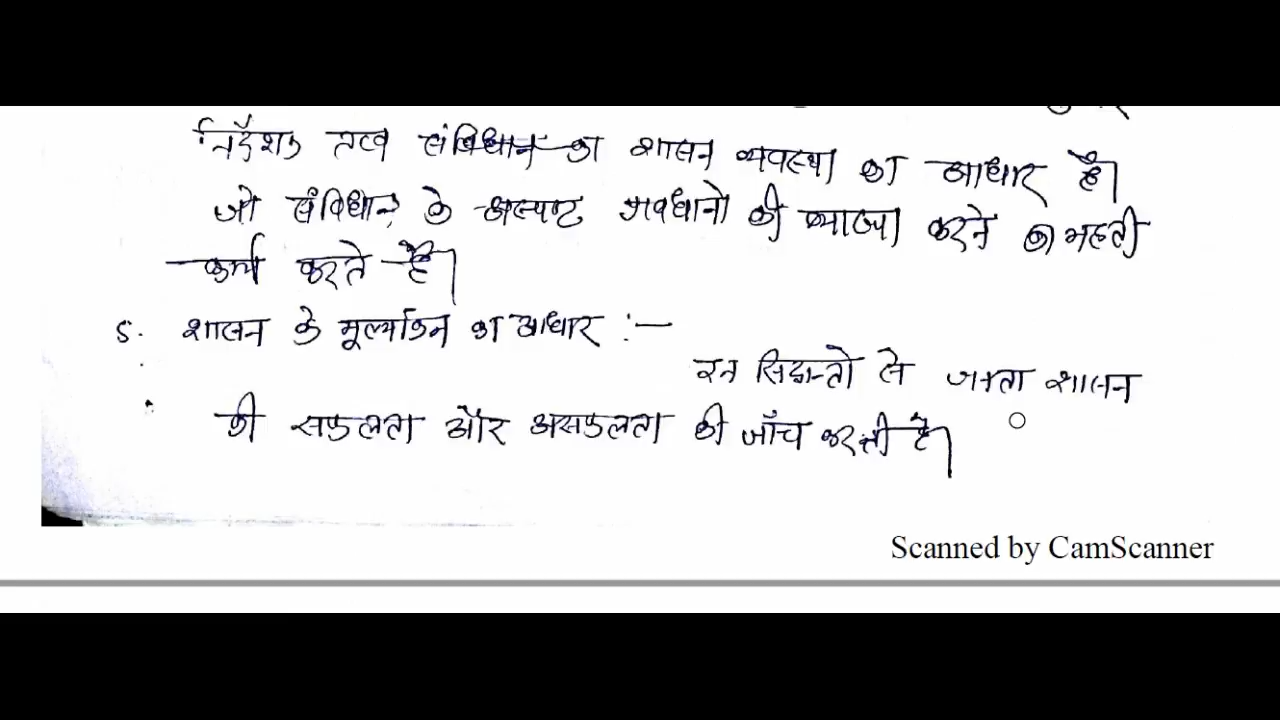 निर्देशक तत्व संविधान का शासन व्यवस्था का आधार है।
जो संविधान के अस्पष्ट प्रावधानो की व्याख्या करने का महती
कार्य करते है।
5. शासन के मूल्यांकन का आधार :—
इन सिद्धान्तो से जनता शासन
की सफलता और असफलता की जाँच करती है।
Scanned by CamScanner